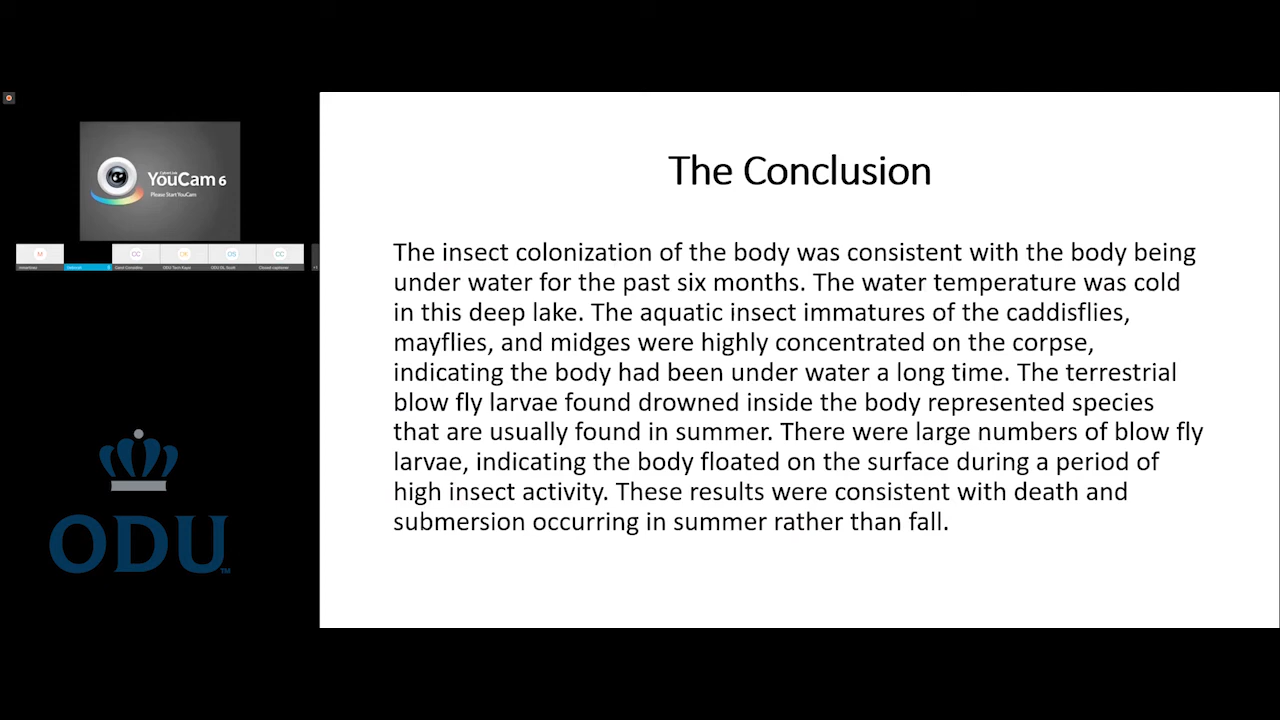 CyberLink
YouCam 6
Please Start YouCam
M
OC
OS
OC
The Conclusion
The insect colonization of the body was consistent with the body being
under water for the past six months. The water temperature was cold
in this deep lake. The aquatic insect immatures of the caddisflies,
mayflies, and midges were highly concentrated on the corpse,
indicating the body had been under water a long time. The terrestrial
blow fly larvae found drowned inside the body represented species
that are usually found in summer. There were large numbers of blow fly
larvae, indicating the body floated on the surface during a period of
high insect activity. These results were consistent with death and
submersion occurring in summer rather than fall.
ODU
TM